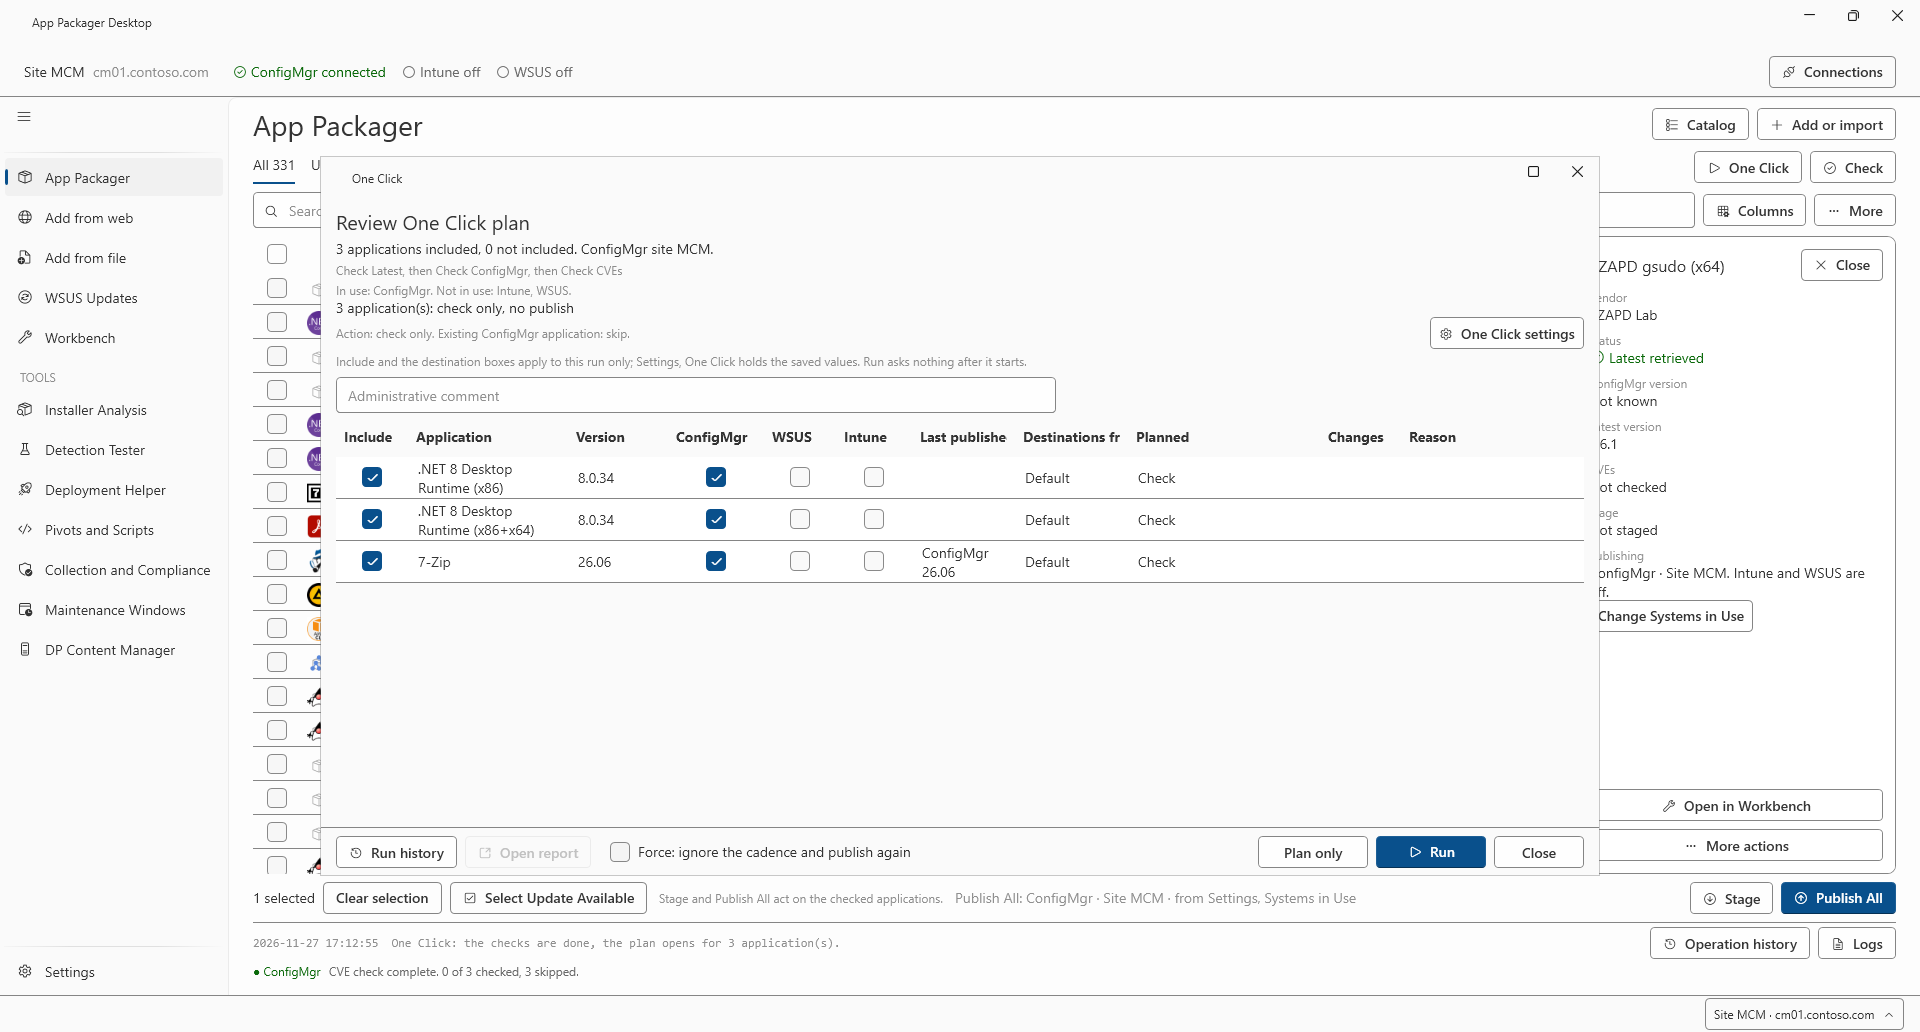 App Packager Desktop
Site MCM cm01.contoso.com ConfigMgr connected Intune off WSUS off Connections
App Packager
Add from web
Add from file
WSUS Updates
Workbench
TOOLS
Installer Analysis
Detection Tester
Deployment Helper
Pivots and Scripts
Collection and Compliance
Maintenance Windows
DP Content Manager
Settings
App Packager
Catalog
Add or import
All 331 U
One Click
Check
Searc
Columns
More
One Click
Review One Click plan
3 applications included, 0 not included. ConfigMgr site MCM.
Check Latest, then Check ConfigMgr, then Check CVEs
In use: ConfigMgr. Not in use: Intune, WSUS.
3 application(s): check only, no publish
Action: check only. Existing ConfigMgr application: skip.
One Click settings
Include and the destination boxes apply to this run only; Settings, One Click holds the saved values. Run asks nothing after it starts.
Administrative comment
Include Application Version ConfigMgr WSUS Intune Last publishe Destinations fr Planned Changes Reason
.NET 8 Desktop
Runtime (x86) 8.0.34 Default Check
.NET 8 Desktop
Runtime (x86+x64) 8.0.34 Default Check
7-Zip 26.06 ConfigMgr
26.06 Default Check
Run history
Open report
Force: ignore the cadence and publish again
Plan only
Run
Close
ZAPD gsudo (x64)
Close
endor
ZAPD Lab
atus
Latest retrieved
onfigMgr version
ot known
atest version
6.1
VEs
ot checked
age
ot staged
ublishing
onfigMgr · Site MCM. Intune and WSUS are
ff.
Change Systems in Use
Open in Workbench
More actions
1 selected
Clear selection
Select Update Available
Stage and Publish All act on the checked applications.
Publish All: ConfigMgr · Site MCM · from Settings, Systems in Use
Stage
Publish All
2026-11-27 17:12:55 One Click: the checks are done, the plan opens for 3 application(s).
Operation history
Logs
ConfigMgr CVE check complete. 0 of 3 checked, 3 skipped.
Site MCM · cm01.contoso.com